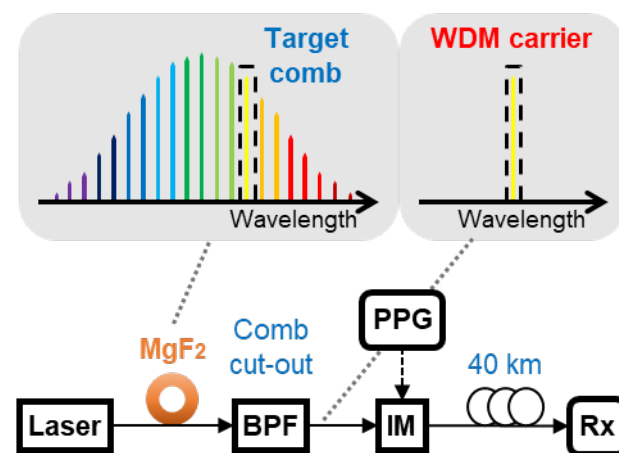 Target
comb
WDM carrier
Wavelength
Wavelength
PPG
MgF2
Comb
cut-out
40 km
Laser
BPF
IM
Rx